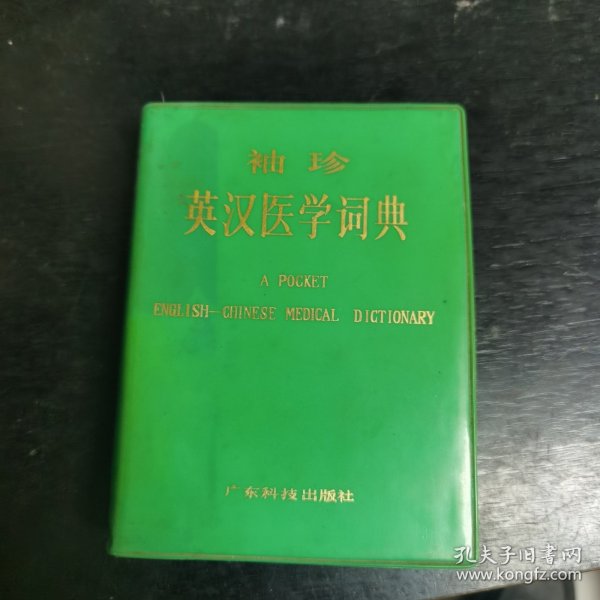 袖珍
英汉医学词典
A POCKET
ENGLISH—CHINESE MEDICAL DICTIONARY
广东科技出版社
孔夫子旧书网
www.kongfz.com